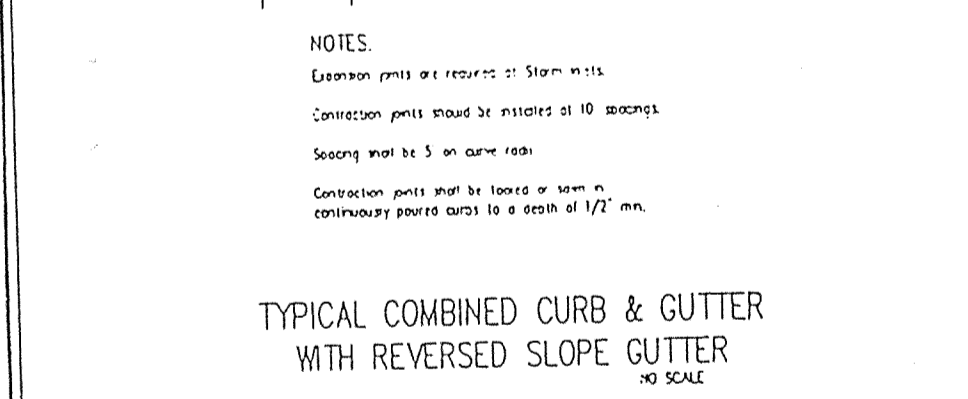 NOTES.
Expansion joints are required at Storm inlets
Contraction joints should be installed at 10 spacings
Spacing shall be 5 on curve radii
Contraction joints shall be tooled or sawn in
continuously poured curbs to a depth of 1/2" min.
TYPICAL COMBINED CURB & GUTTER
WITH REVERSED SLOPE GUTTER
NO SCALE